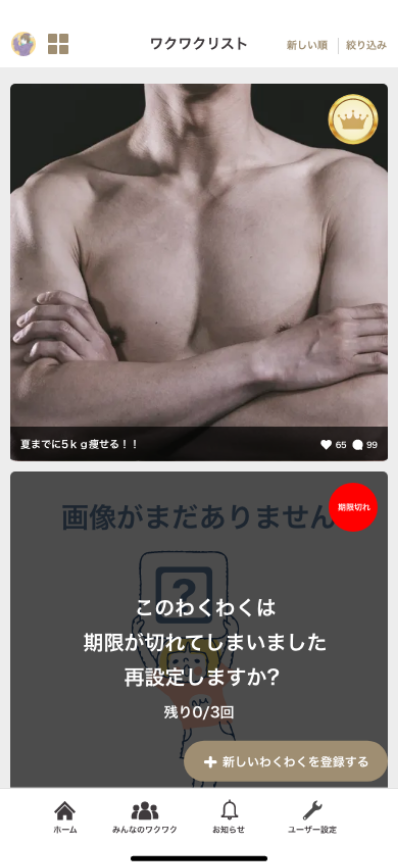 ワクワクリスト
新しい順
絞り込み
夏までに5ｋｇ痩せる！！
65
99
画像がまだありません
期限切れ
?
このわくわくは
期限が切れてしまいました
再設定しますか?
残り0/3回
新しいわくわくを登録する
ホーム
みんなのワクワク
お知らせ
ユーザー設定